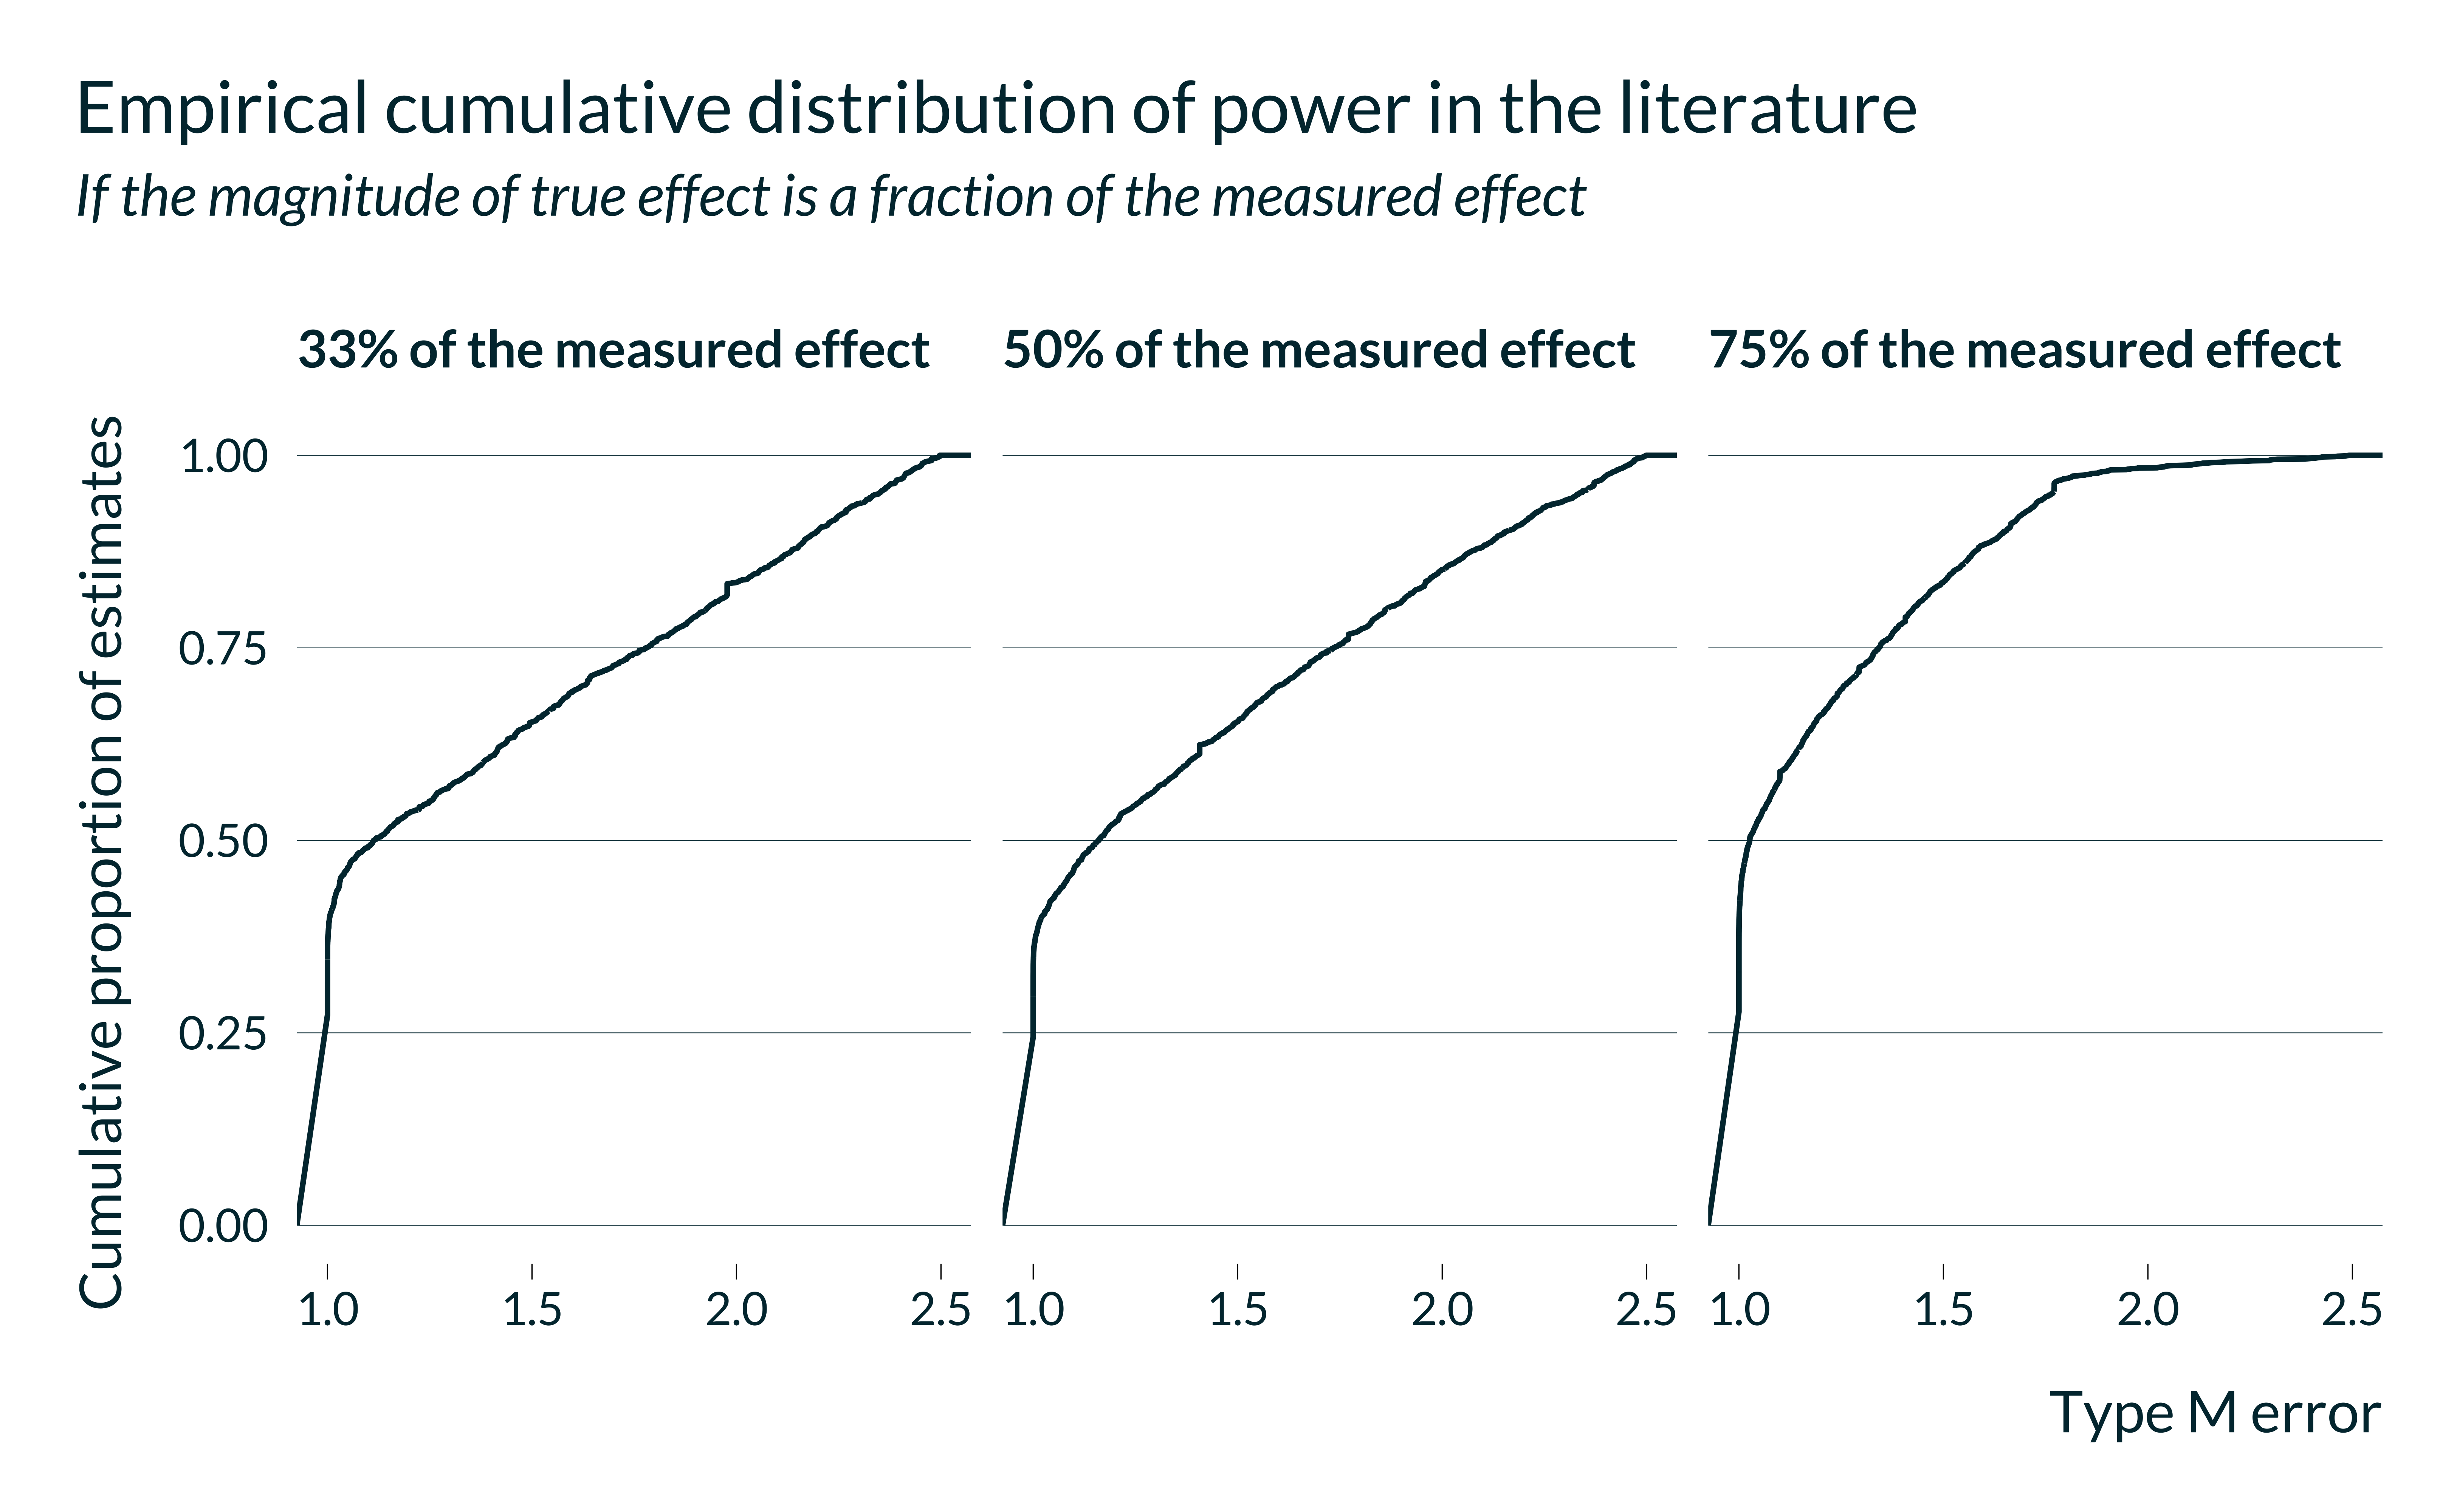 Empirical cumulative distribution of power in the literature
If the magnitude of true effect is a fraction of the measured effect
33% of the measured effect
50% of the measured effect
75% of the measured effect
Cumulative proportion of estimates
1.00
0.75
0.50
0.25
0.00
1.0 1.5 2.0 2.5
1.0 1.5 2.0 2.5
1.0 1.5 2.0 2.5
Type M error